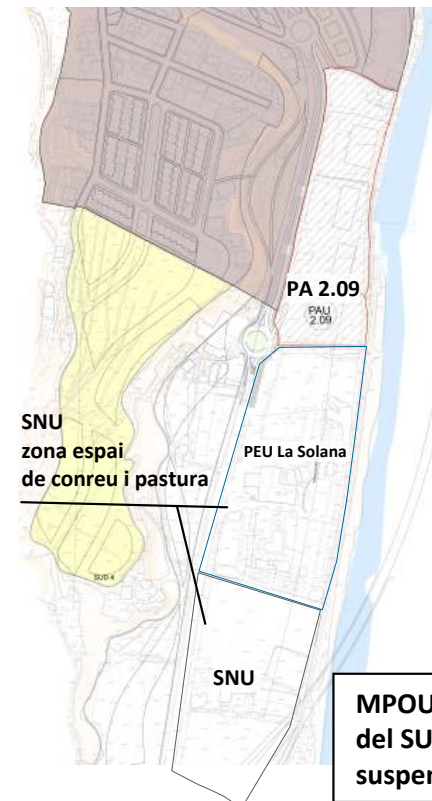 PA 2.09
PAU
2.09
SNU
zona espai
de conreu i pastura
PEU La Solana
SUD 4
SNU
MPOU
del SU
suspen